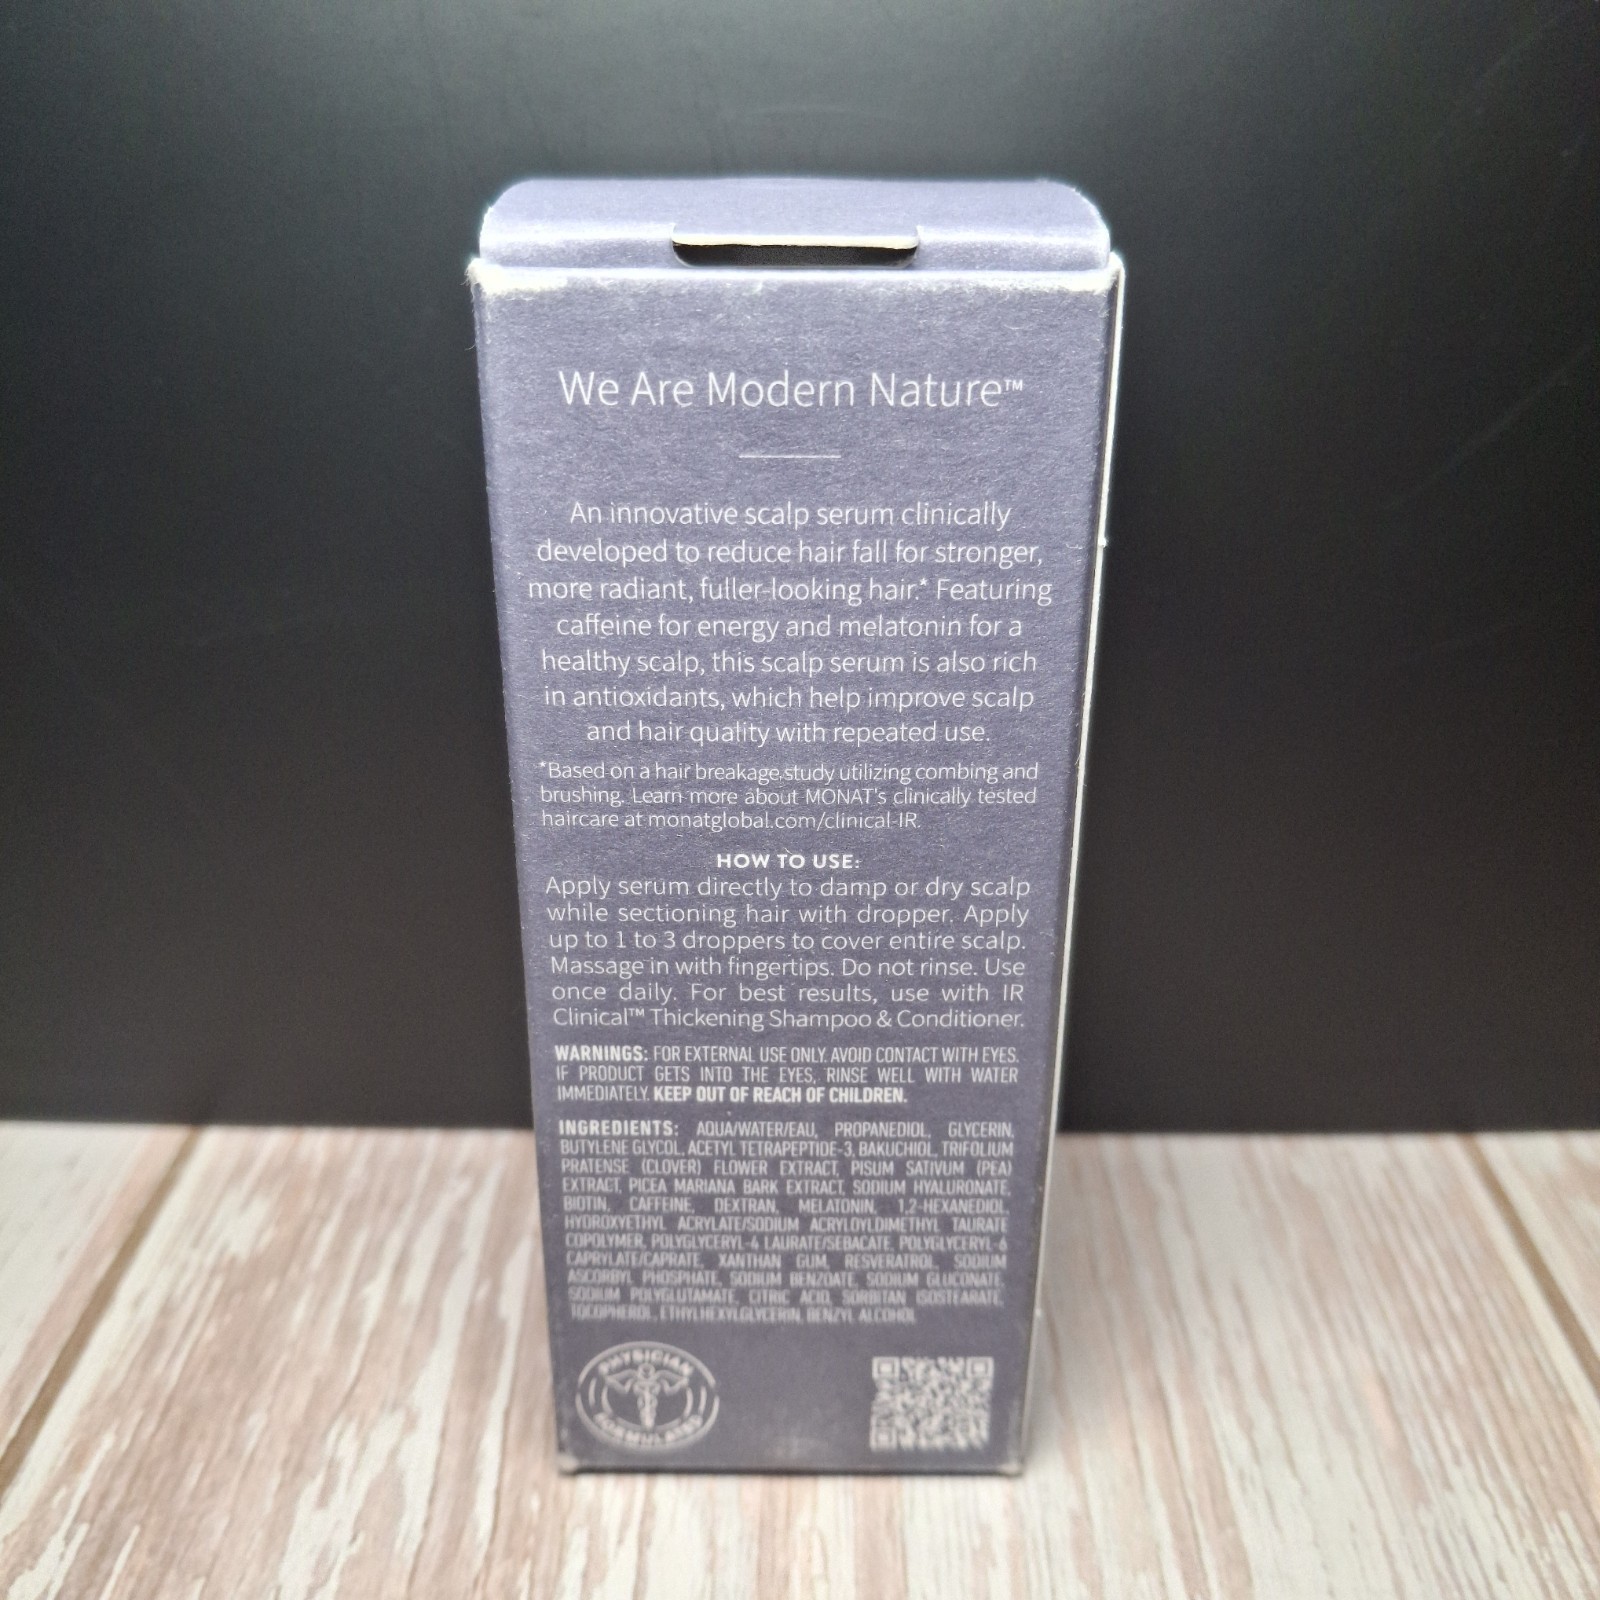 We Are Modern Nature™
An innovative scalp serum clinically
developed to reduce hair fall for stronger,
more radiant, fuller-looking hair.* Featuring
caffeine for energy and melatonin for a
healthy scalp, this scalp serum is also rich
in antioxidants, which help improve scalp
and hair quality with repeated use.
*Based on a hair breakage study utilizing combing and
brushing. Learn more about MONAT's clinically tested
haircare at monatglobal.com/clinical-IR.
HOW TO USE:
Apply serum directly to damp or dry scalp
while sectioning hair with dropper. Apply
up to 1 to 3 droppers to cover entire scalp.
Massage in with fingertips. Do not rinse. Use
once daily. For best results, use with IR
Clinical™ Thickening Shampoo & Conditioner.
WARNINGS: FOR EXTERNAL USE ONLY. AVOID CONTACT WITH EYES.
IF PRODUCT GETS INTO THE EYES, RINSE WELL WITH WATER
IMMEDIATELY. KEEP OUT OF REACH OF CHILDREN.
INGREDIENTS: AQUA/WATER/EAU, PROPANEDIOL, GLYCERIN,
BUTYLENE GLYCOL, ACETYL TETRAPEPTIDE-3, BAKUCHIOL, TRIFOLIUM
PRATENSE (CLOVER) FLOWER EXTRACT, PISUM SATIVUM (PEA)
EXTRACT, PICEA MARIANA BARK EXTRACT, SODIUM HYALURONATE,
BIOTIN, CAFFEINE, DEXTRAN, MELATONIN, 1,2-HEXANEDIOL,
HYDROXYETHYL ACRYLATE/SODIUM ACRYLOYLDIMETHYL TAURATE
COPOLYMER, POLYGLYCERYL-4 LAURATE/SEBACATE, POLYGLYCERYL-6
CAPRYLATE/CAPRATE, XANTHAN GUM, RESVERATROL, SODIUM
ASCORBYL PHOSPHATE, SODIUM BENZOATE, SODIUM GLUCONATE,
SODIUM POLYGLUTAMATE, CITRIC ACID, SORBITAN ISOSTEARATE,
TOCOPHEROL, ETHYLHEXYLGLYCERIN, BENZYL ALCOHOL
PHYSICIAN
FORMULATED